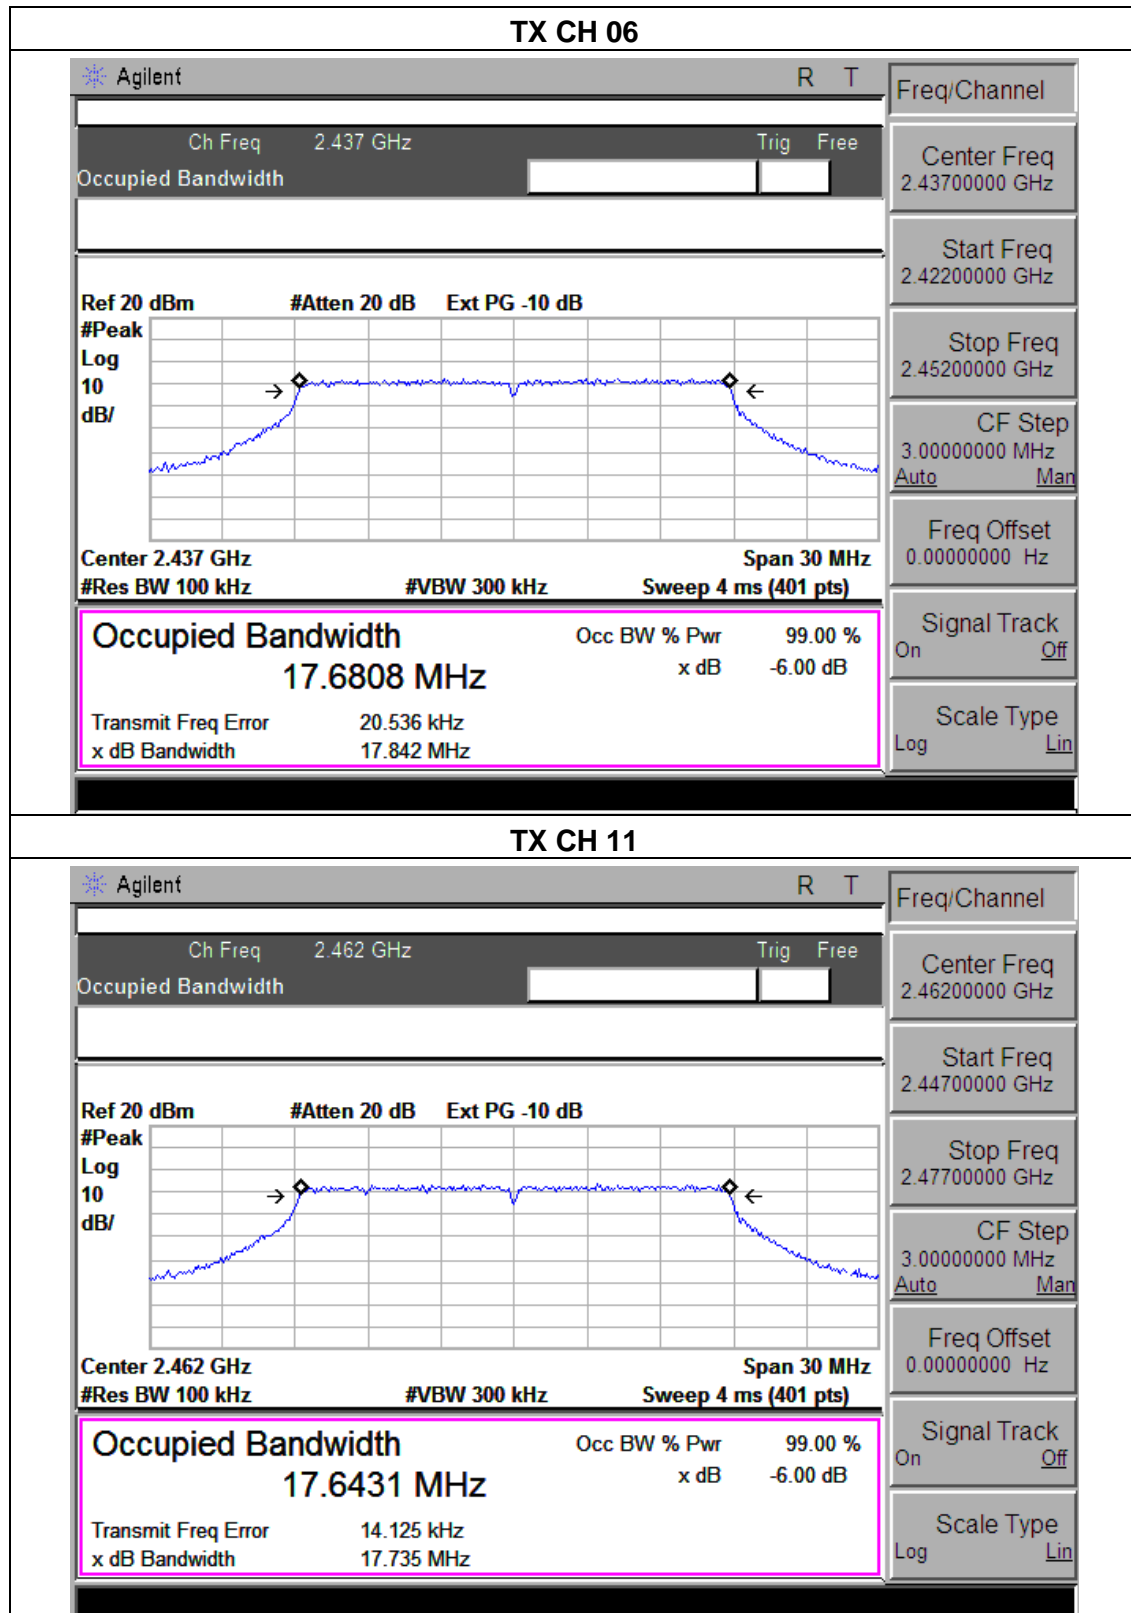 TX CH 06
Agilent R T
Freq/Channel
Ch Freq 2.437 GHz Trig Free
Occupied Bandwidth
Center Freq
2.43700000 GHz
Start Freq
2.42200000 GHz
Ref 20 dBm #Atten 20 dB Ext PG -10 dB
#Peak
Log
10
dB/
Stop Freq
2.45200000 GHz
CF Step
3.00000000 MHz
Auto Man
Freq Offset
0.00000000 Hz
Center 2.437 GHz Span 30 MHz
#Res BW 100 kHz #VBW 300 kHz Sweep 4 ms (401 pts)
Occupied Bandwidth Occ BW % Pwr 99.00 %
17.6808 MHz x dB -6.00 dB
Transmit Freq Error 20.536 kHz
x dB Bandwidth 17.842 MHz
Signal Track
On Off
Scale Type
Log Lin
TX CH 11
Agilent R T
Freq/Channel
Ch Freq 2.462 GHz Trig Free
Occupied Bandwidth
Center Freq
2.46200000 GHz
Start Freq
2.44700000 GHz
Ref 20 dBm #Atten 20 dB Ext PG -10 dB
#Peak
Log
10
dB/
Stop Freq
2.47700000 GHz
CF Step
3.00000000 MHz
Auto Man
Freq Offset
0.00000000 Hz
Center 2.462 GHz Span 30 MHz
#Res BW 100 kHz #VBW 300 kHz Sweep 4 ms (401 pts)
Occupied Bandwidth Occ BW % Pwr 99.00 %
17.6431 MHz x dB -6.00 dB
Transmit Freq Error 14.125 kHz
x dB Bandwidth 17.735 MHz
Signal Track
On Off
Scale Type
Log Lin